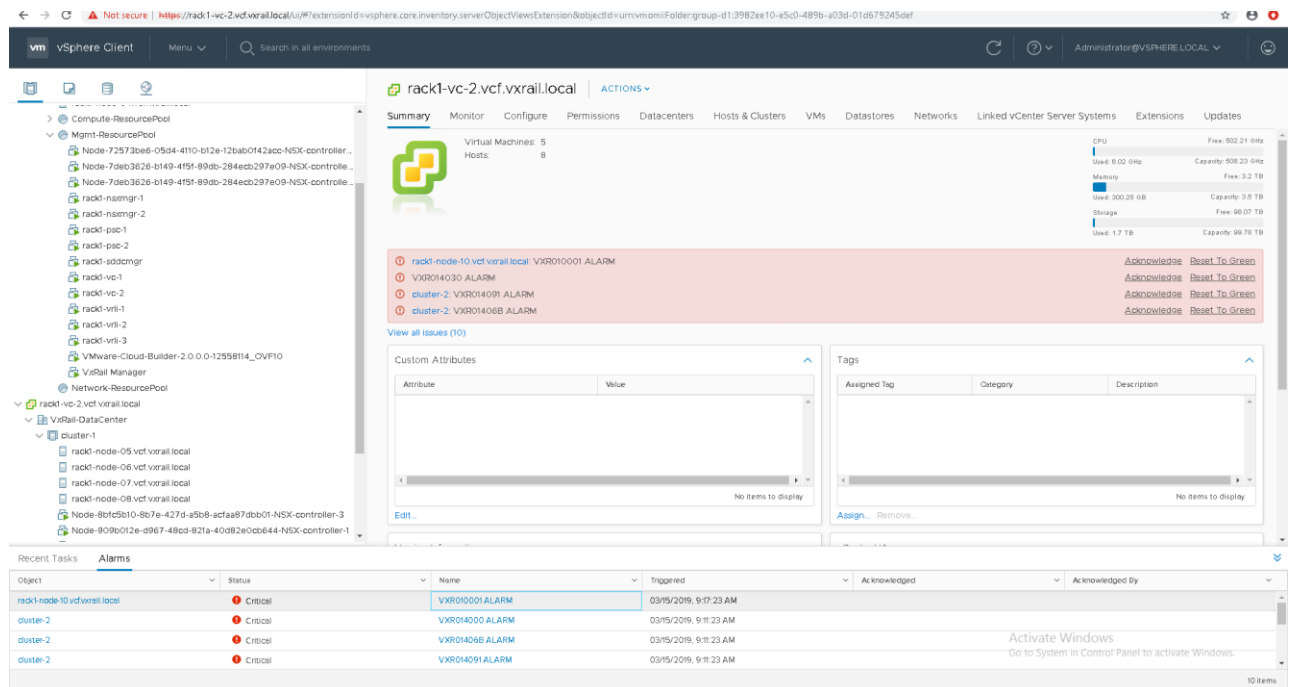 Not secure | https://rack1-vc-2.vcf.vxrail.local/ui/#?extensionId=vsphere.core.inventory.serverObjectViewsExtension&objectId=urn:vmomi:Folder:group-d1:3982ee10-e5c0-489b-a03d-01d679245def
vm vSphere Client Menu Search in all environments Administrator@VSPHERE.LOCAL
Compute-ResourcePool
Mgmt-ResourcePool
Node-72573be6-05d4-4110-b12e-12bab0f42acc-NSX-controller...
Node-7deb3626-b149-4f5f-89db-284ecb297e09-NSX-controlle...
Node-7deb3626-b149-4f5f-89db-284ecb297e09-NSX-controlle...
rack1-nsxmgr-1
rack1-nsxmgr-2
rack1-psc-1
rack1-psc-2
rack1-sddcmgr
rack1-vc-1
rack1-vc-2
rack1-vrli-1
rack1-vrli-2
rack1-vrli-3
VMware-Cloud-Builder-2.0.0.0-12558114_OVF10
VxRail Manager
Network-ResourcePool
rack1-vc-2.vcf.vxrail.local
VxRail-DataCenter
cluster-1
rack1-node-05.vcf.vxrail.local
rack1-node-06.vcf.vxrail.local
rack1-node-07.vcf.vxrail.local
rack1-node-08.vcf.vxrail.local
Node-8bfc5b10-8b7e-427d-a5b8-acfaa87dbb01-NSX-controller-3
Node-909b012e-d967-48cd-821a-40d82e0cb644-NSX-controller-1
rack1-vc-2.vcf.vxrail.local ACTIONS
Summary Monitor Configure Permissions Datacenters Hosts & Clusters VMs Datastores Networks Linked vCenter Server Systems Extensions Updates
Virtual Machines: 5
Hosts: 8
CPU Free: 602.21 GHz
Used: 6.02 GHz Capacity: 608.23 GHz
Memory Free: 3.2 TB
Used: 300.25 GB Capacity: 3.5 TB
Storage Free: 98.07 TB
Used: 1.7 TB Capacity: 99.78 TB
rack1-node-10.vcf.vxrail.local: VXR010001 ALARM Acknowledge Reset To Green
VXR014030 ALARM Acknowledge Reset To Green
cluster-2: VXR014091 ALARM Acknowledge Reset To Green
cluster-2: VXR01406B ALARM Acknowledge Reset To Green
View all issues (10)
Custom Attributes
Attribute Value
No items to display
Edit...
Tags
Assigned Tag Category Description
No items to display
Assign... Remove...
Recent Tasks Alarms
Object Status Name Triggered Acknowledged Acknowledged By
rack1-node-10.vcf.vxrail.local Critical VXR010001 ALARM 03/15/2019, 9:17:23 AM
cluster-2 Critical VXR014000 ALARM 03/15/2019, 9:11:23 AM
cluster-2 Critical VXR01406B ALARM 03/15/2019, 9:11:23 AM
cluster-2 Critical VXR014091 ALARM 03/15/2019, 9:11:23 AM
Activate Windows
Go to System in Control Panel to activate Windows.
10 items